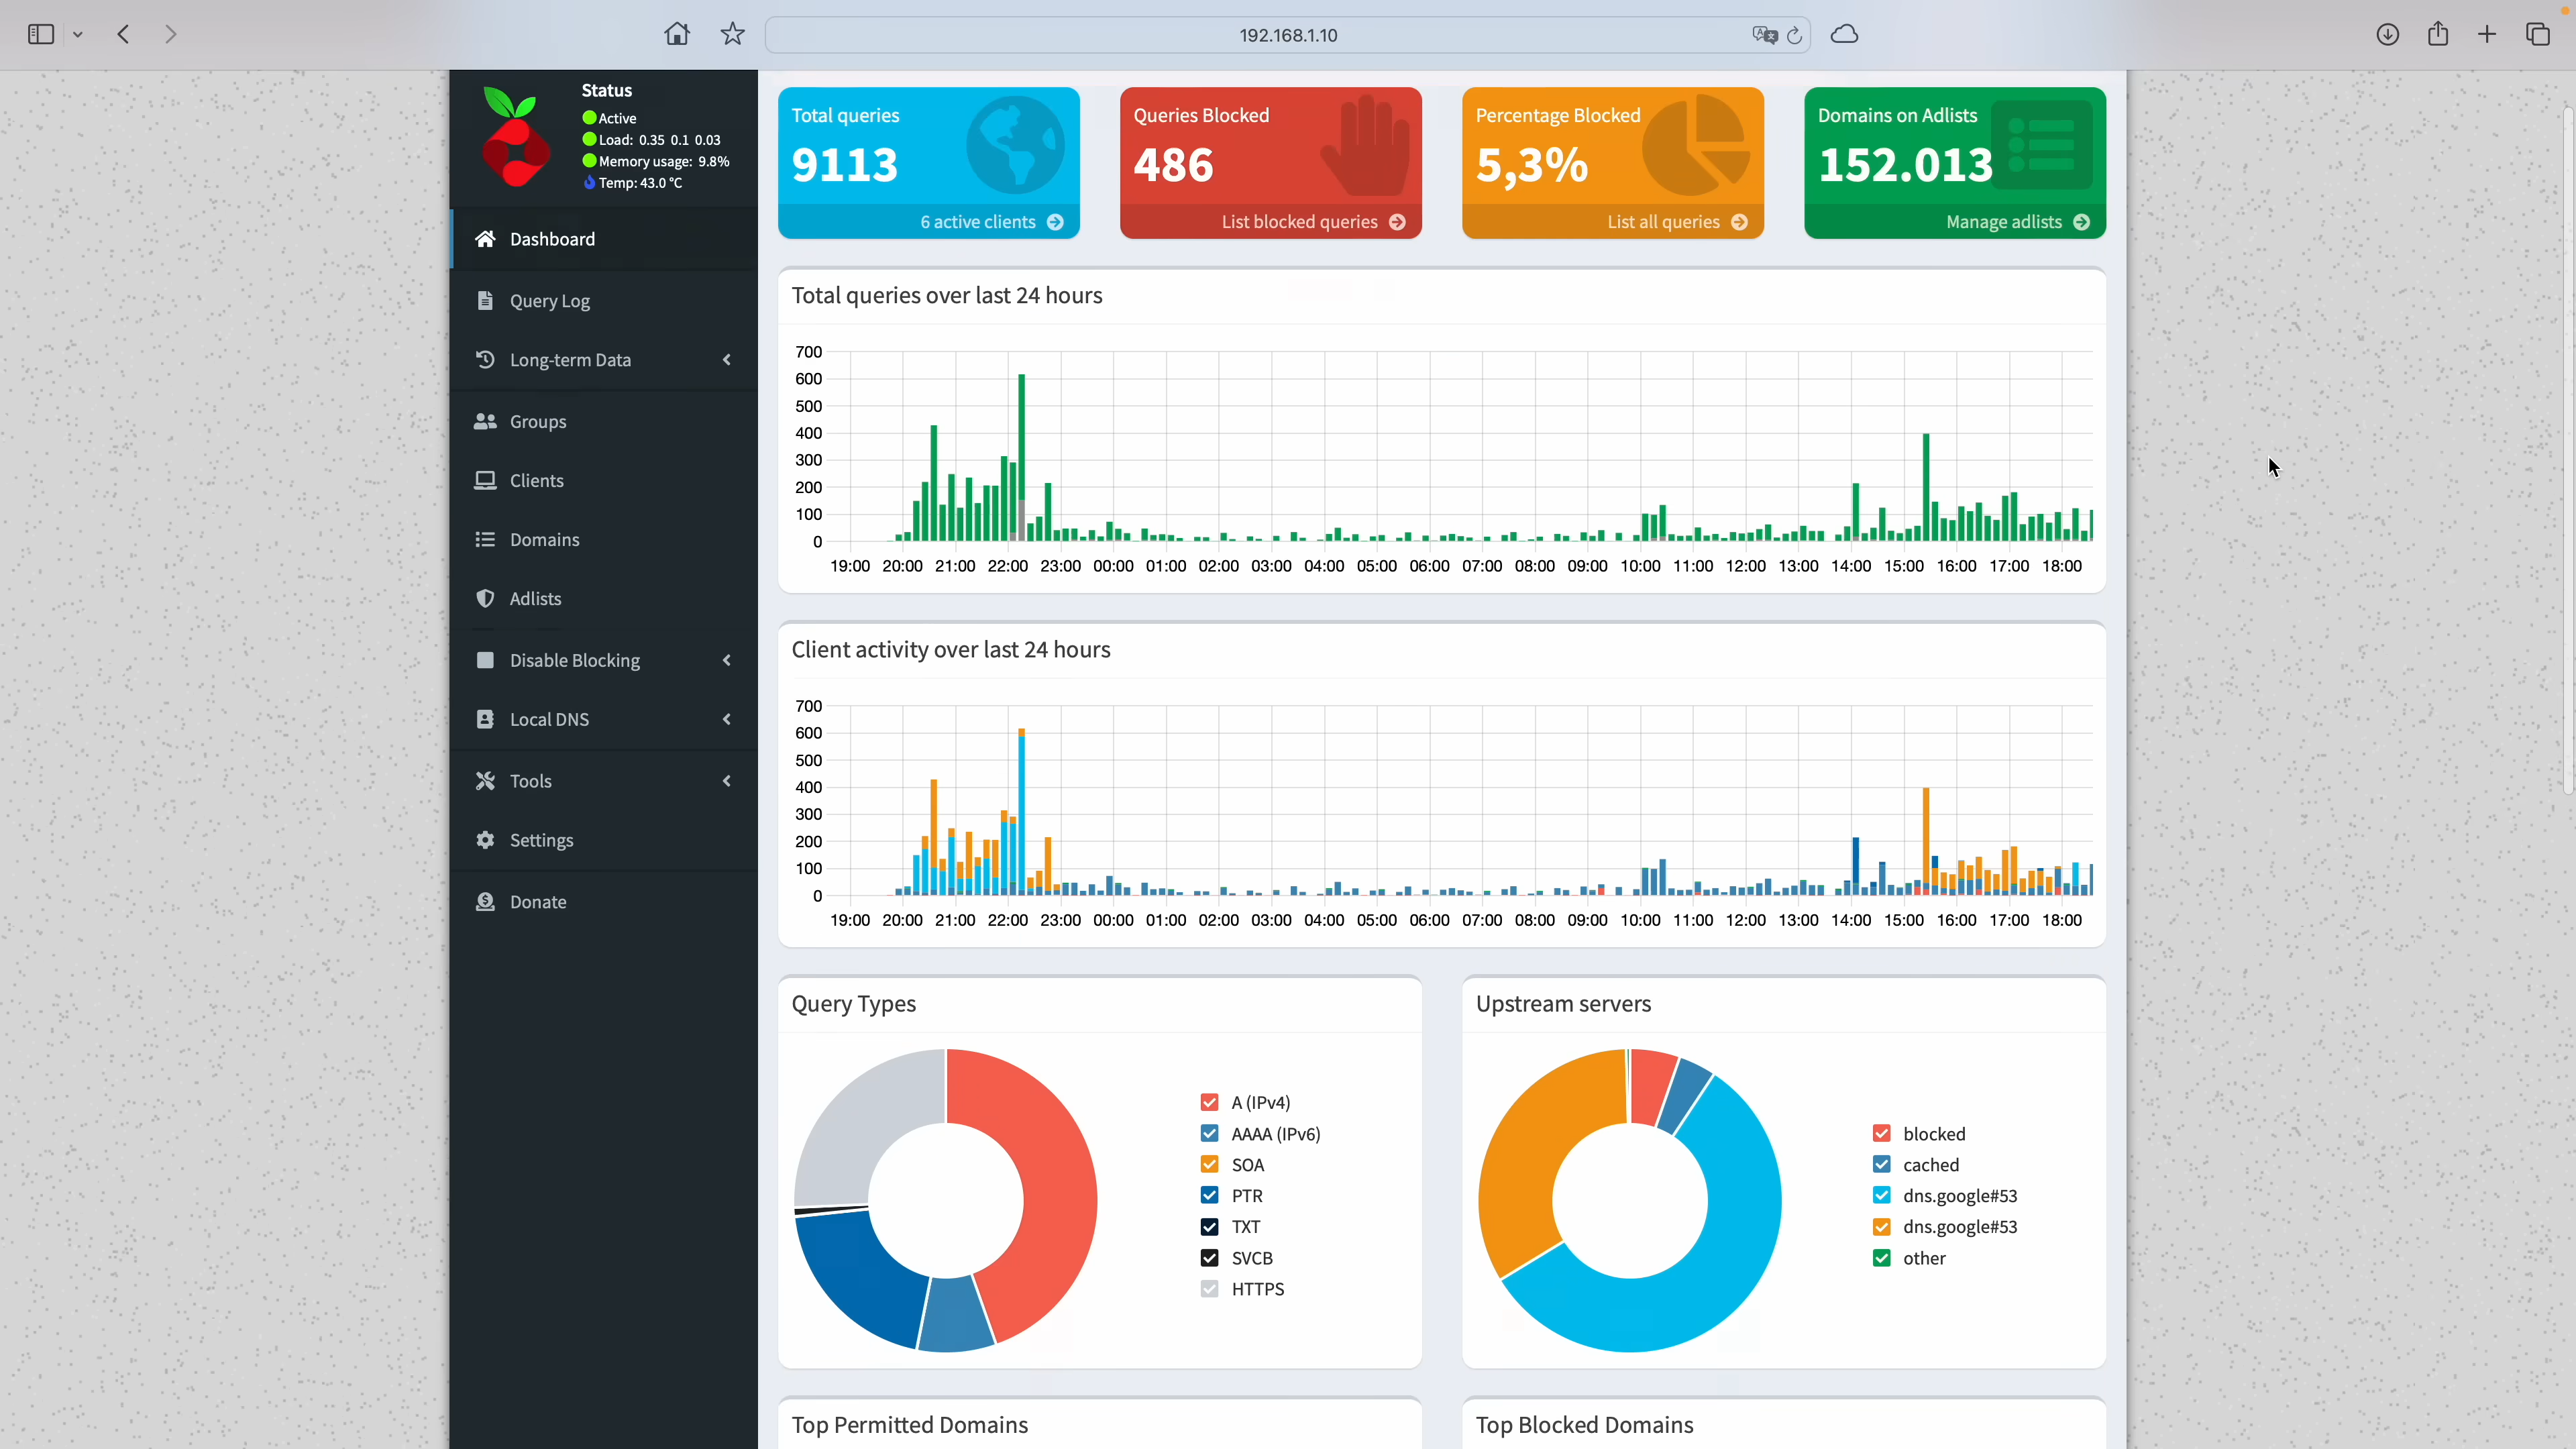 192.168.1.10
Status
Active
Load: 0.35 0.1 0.03
Memory usage: 9.8%
Temp: 43.0 °C
Dashboard
Query Log
Long-term Data
Groups
Clients
Domains
Adlists
Disable Blocking
Local DNS
Tools
Settings
Donate
Total queries
9113
6 active clients
Queries Blocked
486
List blocked queries
Percentage Blocked
5,3%
List all queries
Domains on Adlists
152.013
Manage adlists
Total queries over last 24 hours
700
600
500
400
300
200
100
0
19:00 20:00 21:00 22:00 23:00 00:00 01:00 02:00 03:00 04:00 05:00 06:00 07:00 08:00 09:00 10:00 11:00 12:00 13:00 14:00 15:00 16:00 17:00 18:00
Client activity over last 24 hours
700
600
500
400
300
200
100
0
19:00 20:00 21:00 22:00 23:00 00:00 01:00 02:00 03:00 04:00 05:00 06:00 07:00 08:00 09:00 10:00 11:00 12:00 13:00 14:00 15:00 16:00 17:00 18:00
Query Types
A (IPv4)
AAAA (IPv6)
SOA
PTR
TXT
SVCB
HTTPS
Upstream servers
blocked
cached
dns.google#53
dns.google#53
other
Top Permitted Domains
Top Blocked Domains